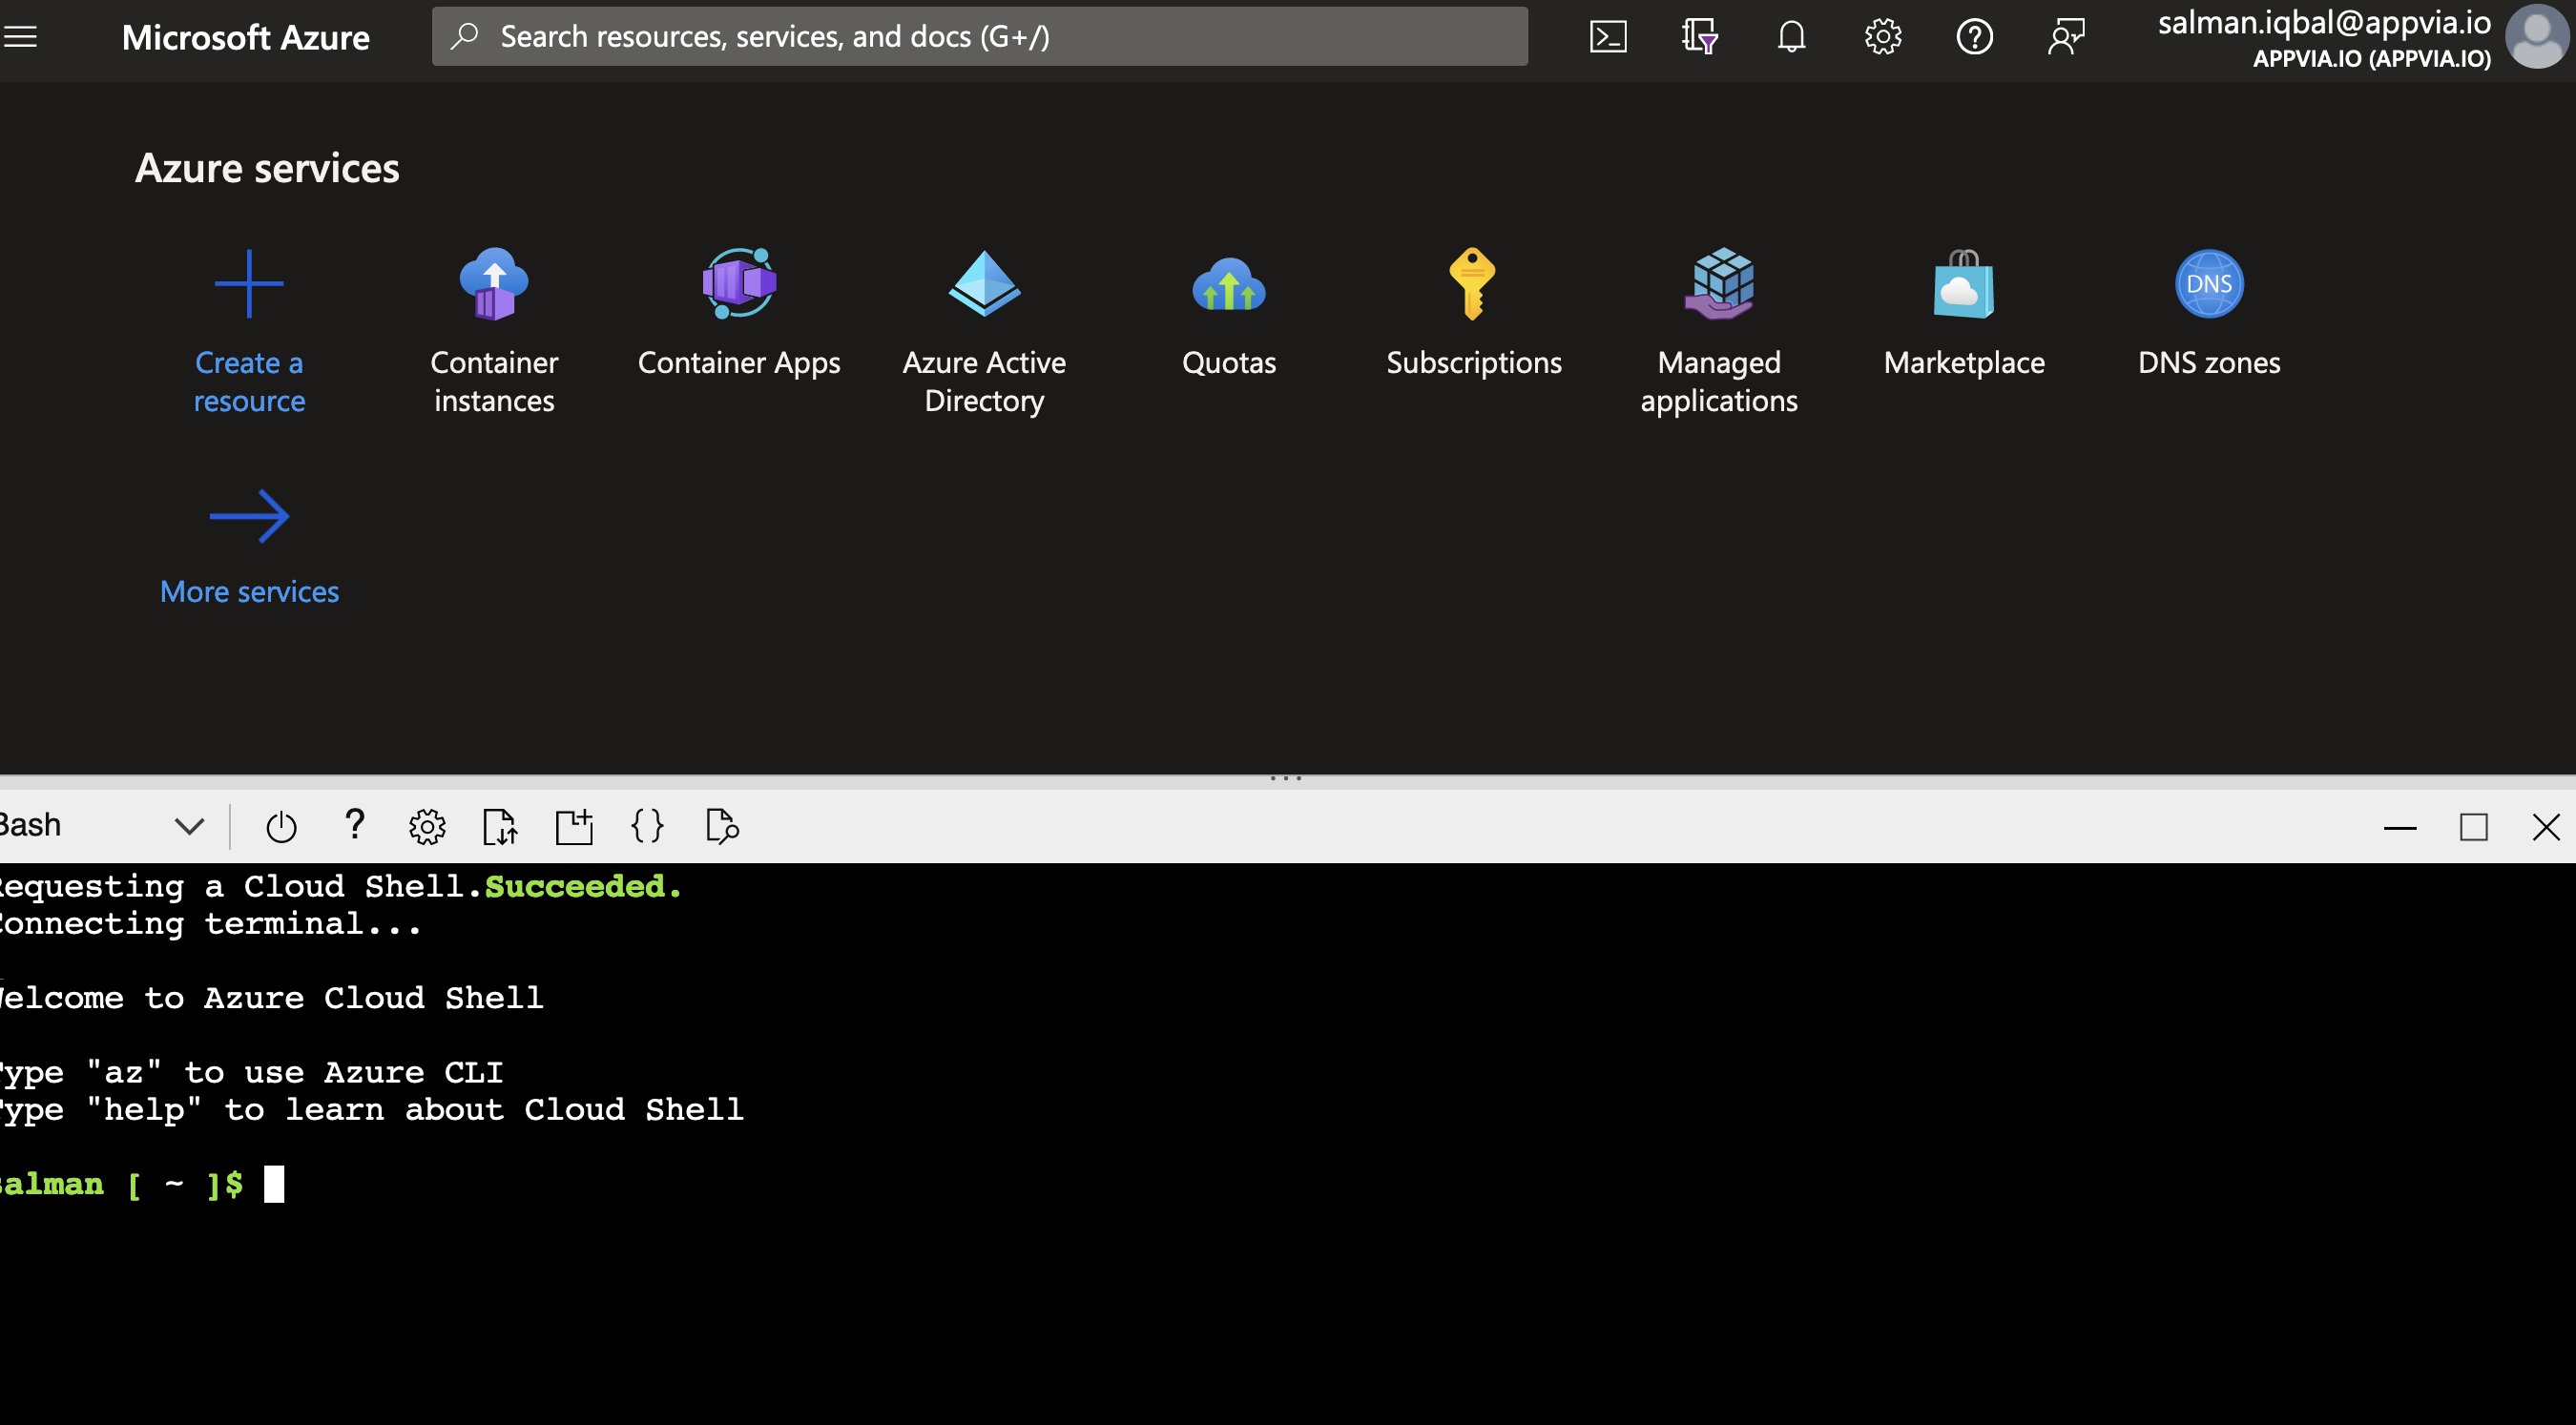 Microsoft Azure
Search resources, services, and docs (G+/)
salman.iqbal@appvia.io
APPVIA.IO (APPVIA.IO)
Azure services
Create a
resource
Container
instances
Container Apps
Azure Active
Directory
Quotas
Subscriptions
Managed
applications
Marketplace
DNS
DNS zones
More services
Bash
Requesting a Cloud Shell.Succeeded.
Connecting terminal...
Welcome to Azure Cloud Shell
Type "az" to use Azure CLI
Type "help" to learn about Cloud Shell
salman [ ~ ]$